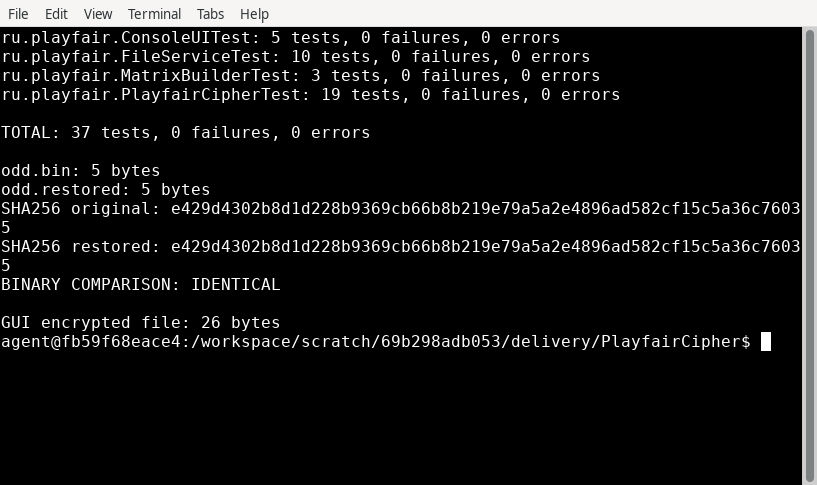 File Edit View Terminal Tabs Help
ru.playfair.ConsoleUITest: 5 tests, 0 failures, 0 errors
ru.playfair.FileServiceTest: 10 tests, 0 failures, 0 errors
ru.playfair.MatrixBuilderTest: 3 tests, 0 failures, 0 errors
ru.playfair.PlayfairCipherTest: 19 tests, 0 failures, 0 errors
TOTAL: 37 tests, 0 failures, 0 errors
odd.bin: 5 bytes
odd.restored: 5 bytes
SHA256 original: e429d4302b8d1d228b9369cb66b8b219e79a5a2e4896ad582cf15c5a36c7603
5
SHA256 restored: e429d4302b8d1d228b9369cb66b8b219e79a5a2e4896ad582cf15c5a36c7603
5
BINARY COMPARISON: IDENTICAL
GUI encrypted file: 26 bytes
agent@fb59f68eace4:/workspace/scratch/69b298adb053/delivery/PlayfairCipher$